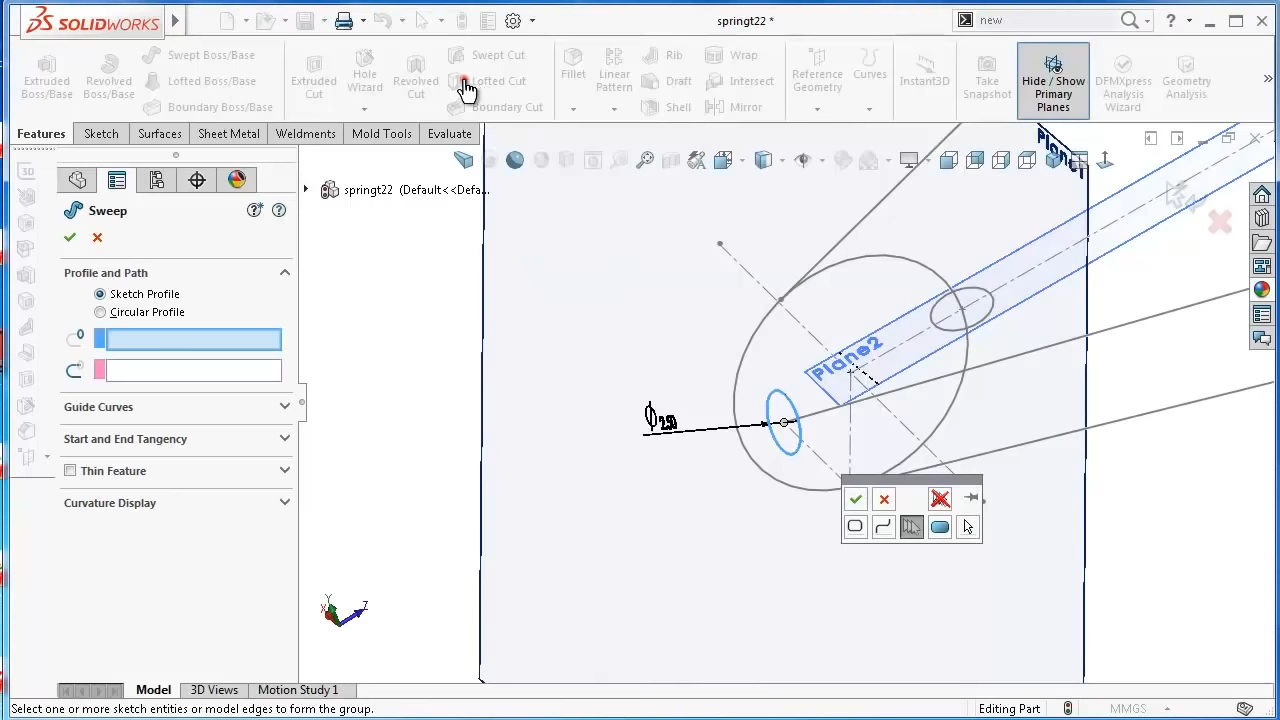 SOLIDWORKS
springt22 *
new
Extruded Boss/Base
Revolved Boss/Base
Swept Boss/Base
Lofted Boss/Base
Boundary Boss/Base
Extruded Cut
Hole Wizard
Revolved Cut
Swept Cut
Lofted Cut
Boundary Cut
Fillet
Linear Pattern
Rib
Draft
Shell
Wrap
Intersect
Mirror
Reference Geometry
Curves
Instant3D
Take Snapshot
Hide / Show Primary Planes
DFMXpress Analysis Wizard
Geometry Analysis
Features
Sketch
Surfaces
Sheet Metal
Weldments
Mold Tools
Evaluate
springt22 (Default<<Defa...
Sweep
Profile and Path
Sketch Profile
Circular Profile
Guide Curves
Start and End Tangency
Thin Feature
Curvature Display
Plane1
Plane2
Model
3D Views
Motion Study 1
Select one or more sketch entities or model edges to form the group.
Editing Part
MMGS
X
Y
Z
3D